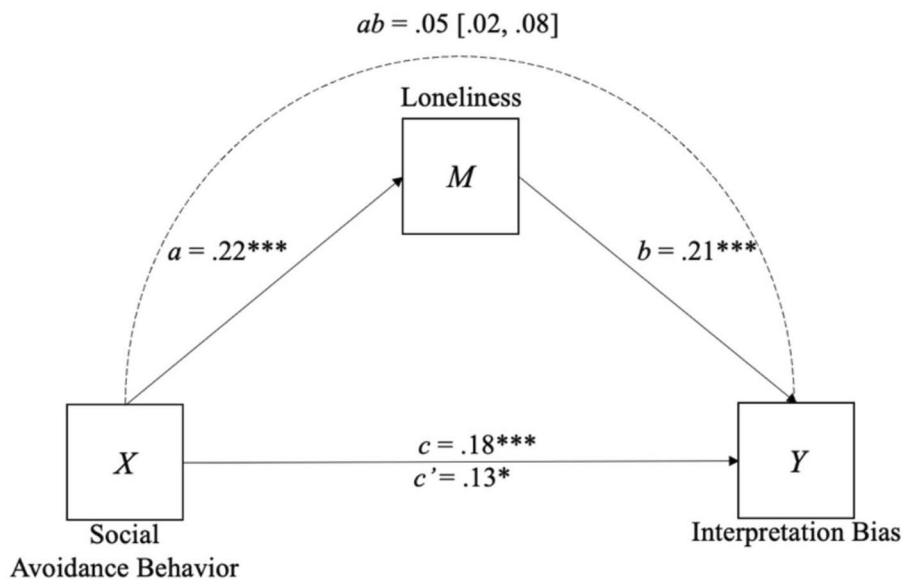 ab = .05 [.02, .08]
Loneliness
M
a = .22***
b = .21***
c = .18***
c’= .13*
X
Y
Social
Avoidance Behavior
Interpretation Bias